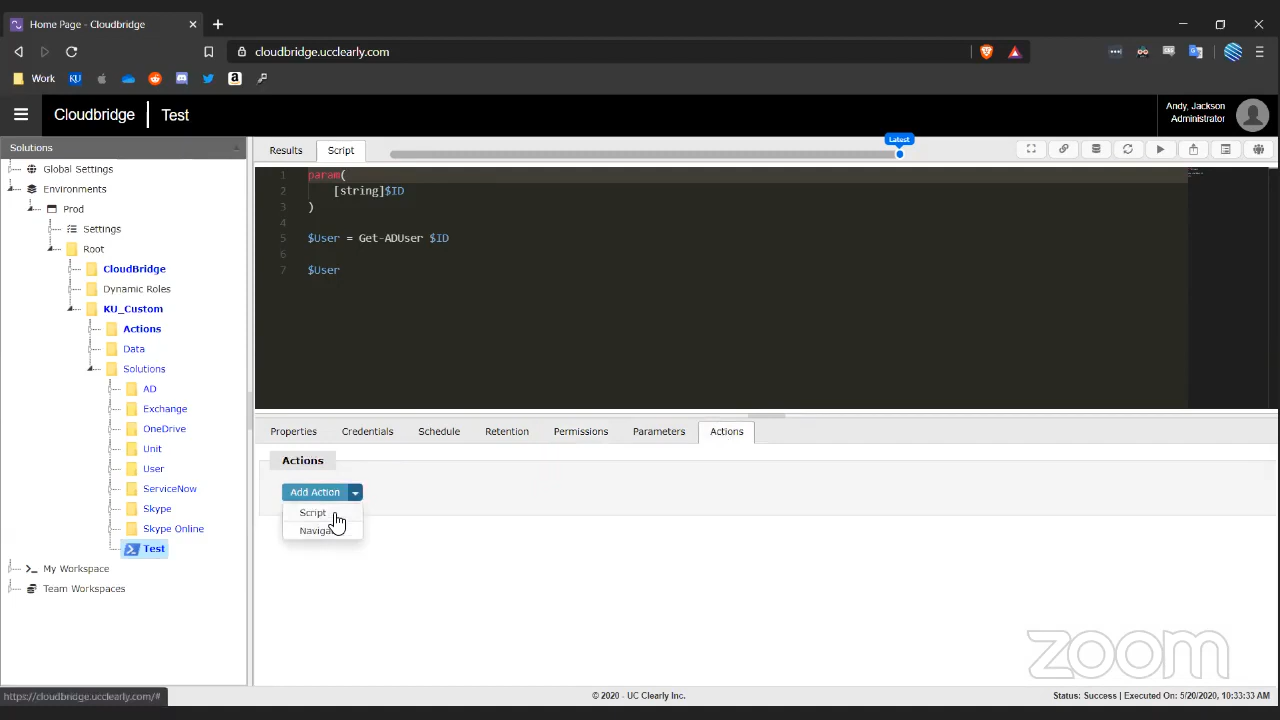 Home Page - Cloudbridge
cloudbridge.ucclearly.com
Work
KU
Cloudbridge | Test
Andy, Jackson
Administrator
Solutions
Global Settings
Environments
Prod
Settings
Root
CloudBridge
Dynamic Roles
KU_Custom
Actions
Data
Solutions
AD
Exchange
OneDrive
Unit
User
ServiceNow
Skype
Skype Online
Test
My Workspace
Team Workspaces
https://cloudbridge.ucclearly.com/#
Results Script
Latest
1 param(
2 [string]$ID
3 )
4
5 $User = Get-ADUser $ID
6
7 $User
Properties Credentials Schedule Retention Permissions Parameters Actions
Actions
Add Action
Script
Naviga
zoom
© 2020 - UC Clearly Inc.
Status: Success | Executed On: 5/20/2020, 10:33:33 AM